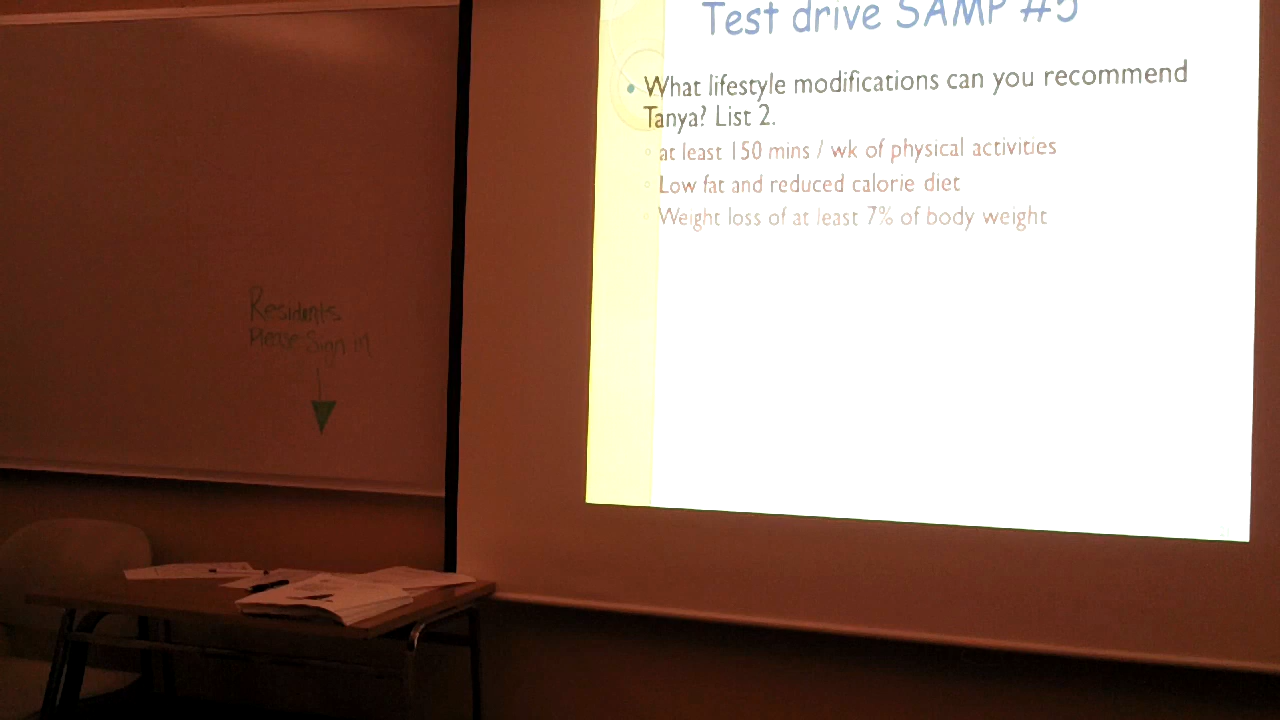 Test drive SAMP #5
What lifestyle modifications can you recommend
Tanya? List 2.
at least 150 mins / wk of physical activities
Low fat and reduced calorie diet
Weight loss of at least 7% of body weight
Residents
Please Sign in